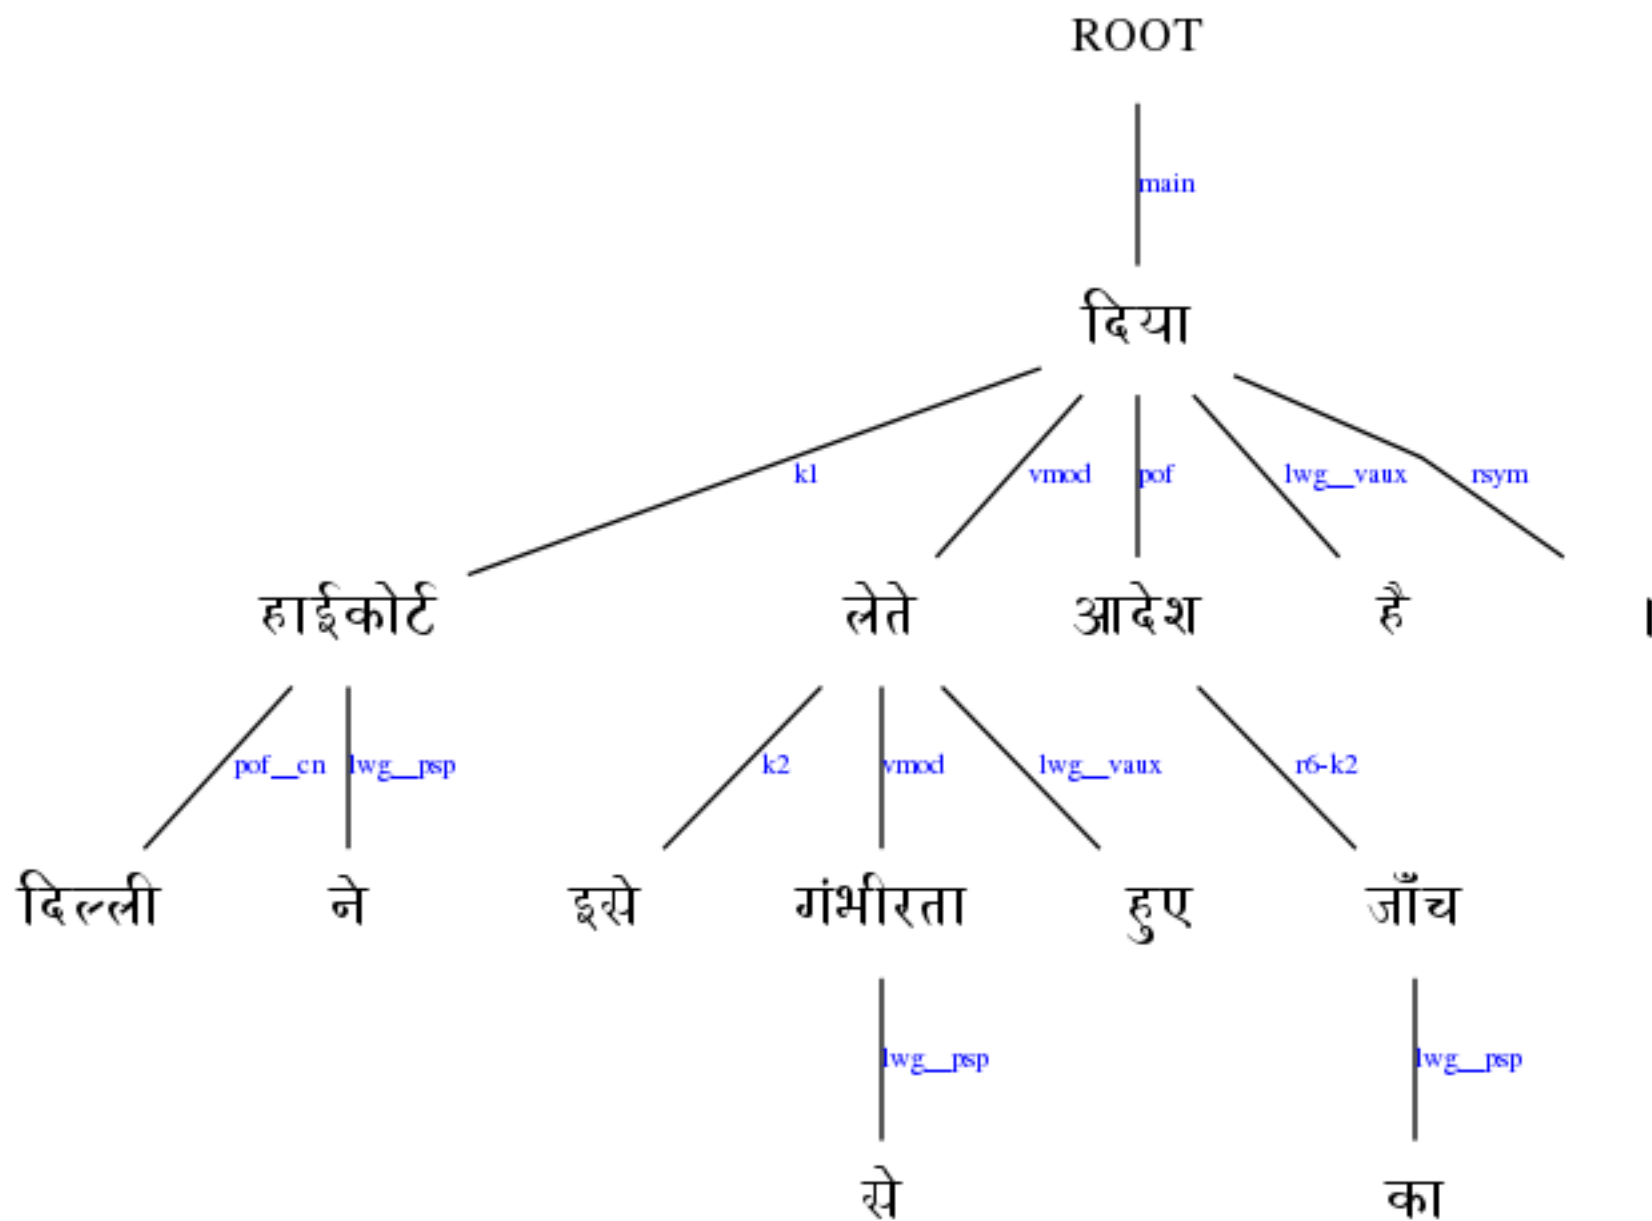 ROOT
main
दिया
k1 vmod pof lwg__vaux rsym
हाईकोर्ट लेते आदेश है ।
pof__cn lwg__psp k2 vmod lwg__vaux r6-k2
दिल्ली ने इसे गंभीरता हुए जाँच
lwg__psp lwg__psp
से का